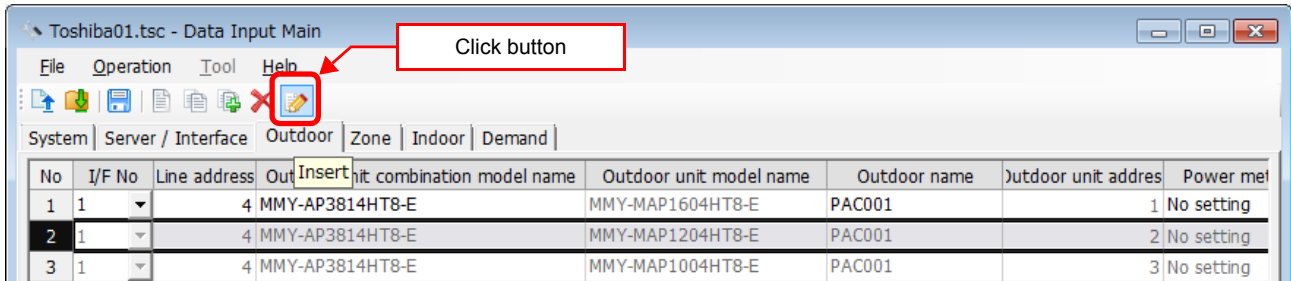 Toshiba01.tsc - Data Input Main
Click button
File Operation Tool Help
System Server / Interface Outdoor Zone Indoor Demand
Insert
No I/F No Line address Out nit combination model name Outdoor unit model name Outdoor name Outdoor unit addres Power met
1 1 4 MMY-AP3814HT8-E MMY-MAP1604HT8-E PAC001 1 No setting
2 1 4 MMY-AP3814HT8-E MMY-MAP1204HT8-E PAC001 2 No setting
3 1 4 MMY-AP3814HT8-E MMY-MAP1004HT8-E PAC001 3 No setting